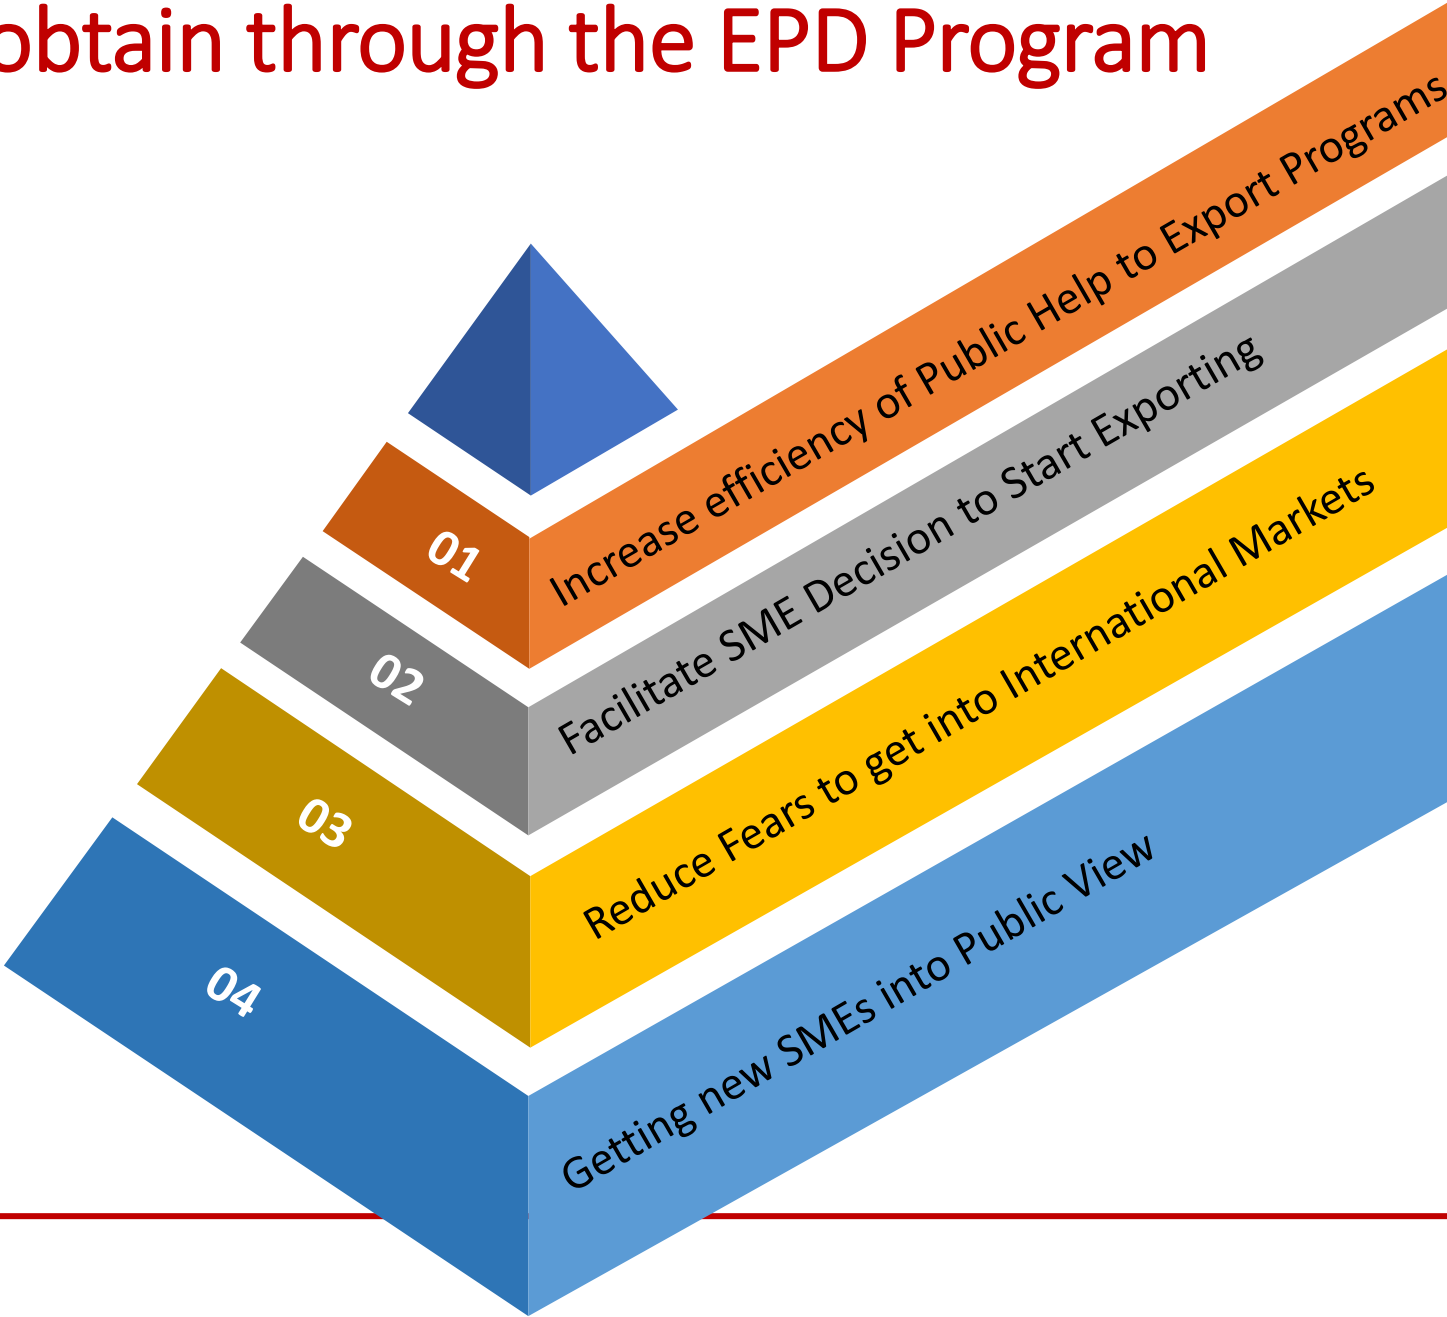 obtain through the EPD Program
01
Increase efficiency of Public Help to Export Programs
02
Facilitate SME Decision to Start Exporting
03
Reduce Fears to get into International Markets
04
Getting new SMEs into Public View